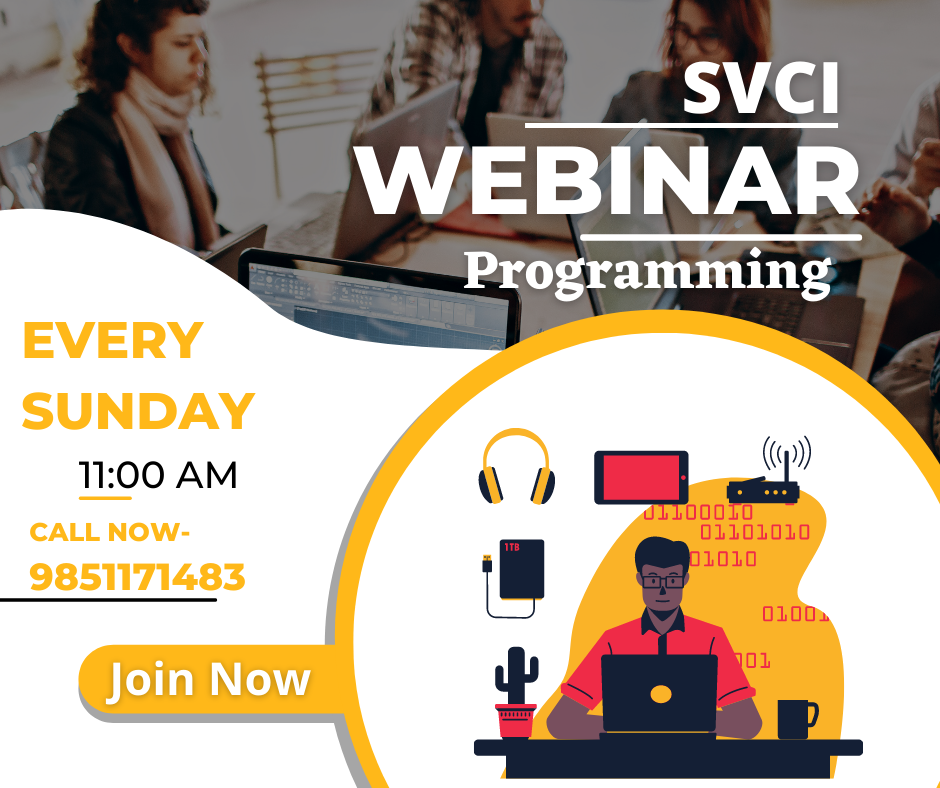 SVCI
WEBINAR
Programming
EVERY
SUNDAY
11:00 AM
CALL NOW-
9851171483
Join Now
1TB
01100010
01101010
01010
01001
001